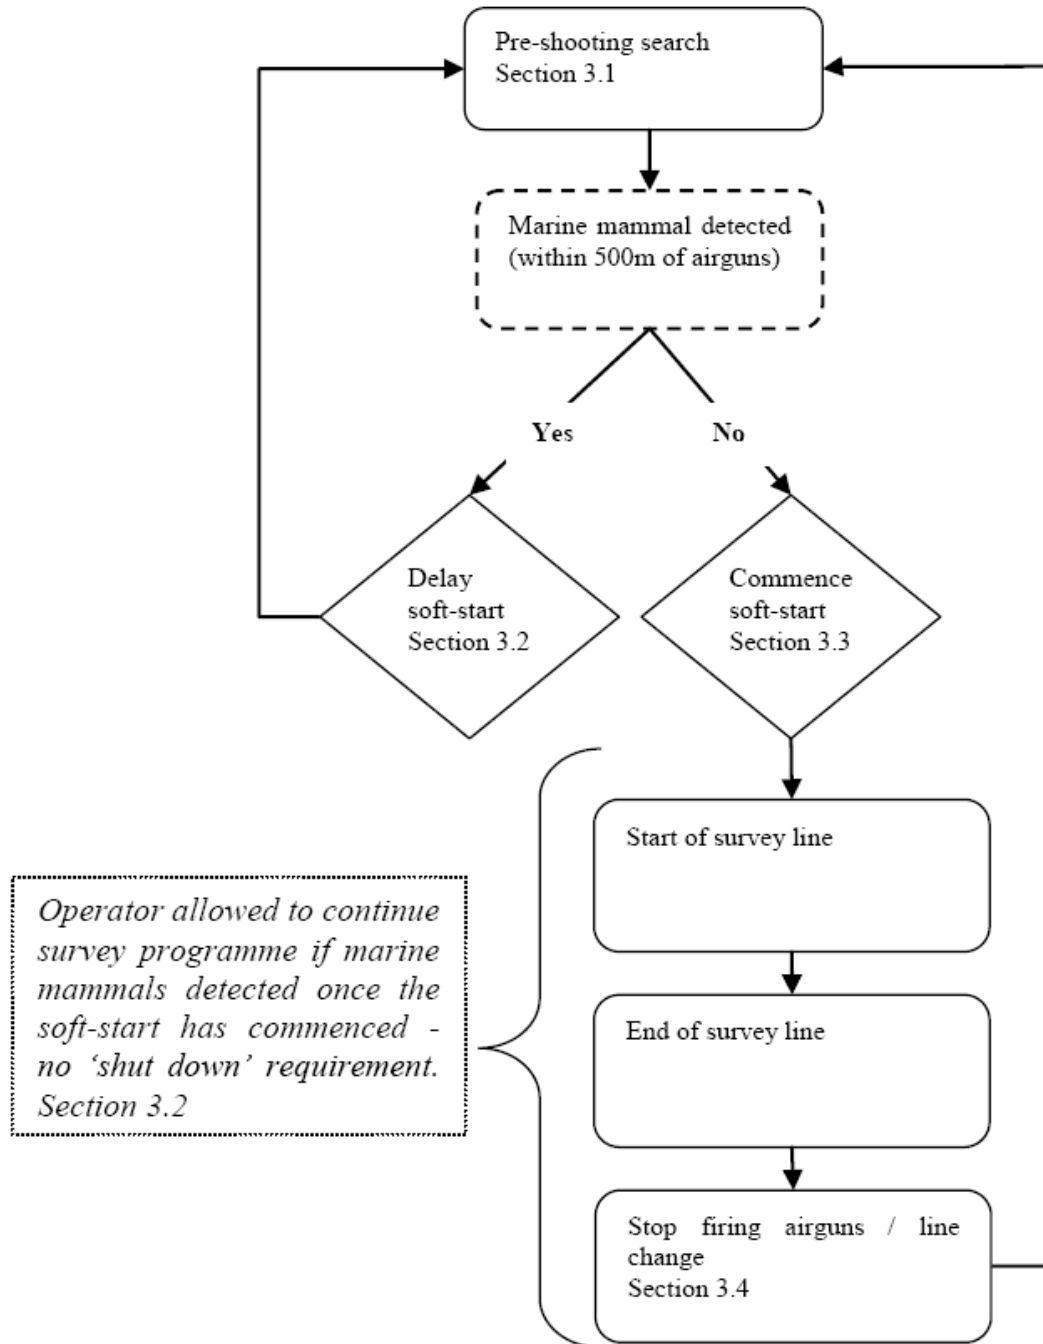 Pre-shooting search
Section 3.1
Marine mammal detected
(within 500m of airguns)
Yes
No
Delay
soft-start
Section 3.2
Commence
soft-start
Section 3.3
Start of survey line
Operator allowed to continue
survey programme if marine
mammals detected once the
soft-start has commenced -
no ‘shut down’ requirement.
Section 3.2
End of survey line
Stop firing airguns / line
change
Section 3.4